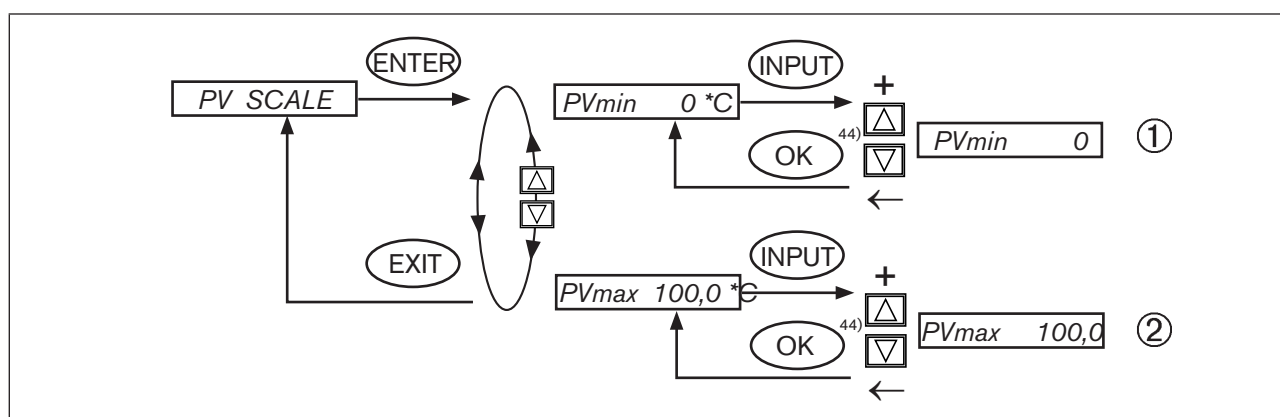 PV SCALE
ENTER
EXIT
PVmin 0 *C
INPUT
OK
+
44)
←
PVmin 0
①
PVmax 100,0 *C
INPUT
OK
+
44)
←
PVmax 100,0
②